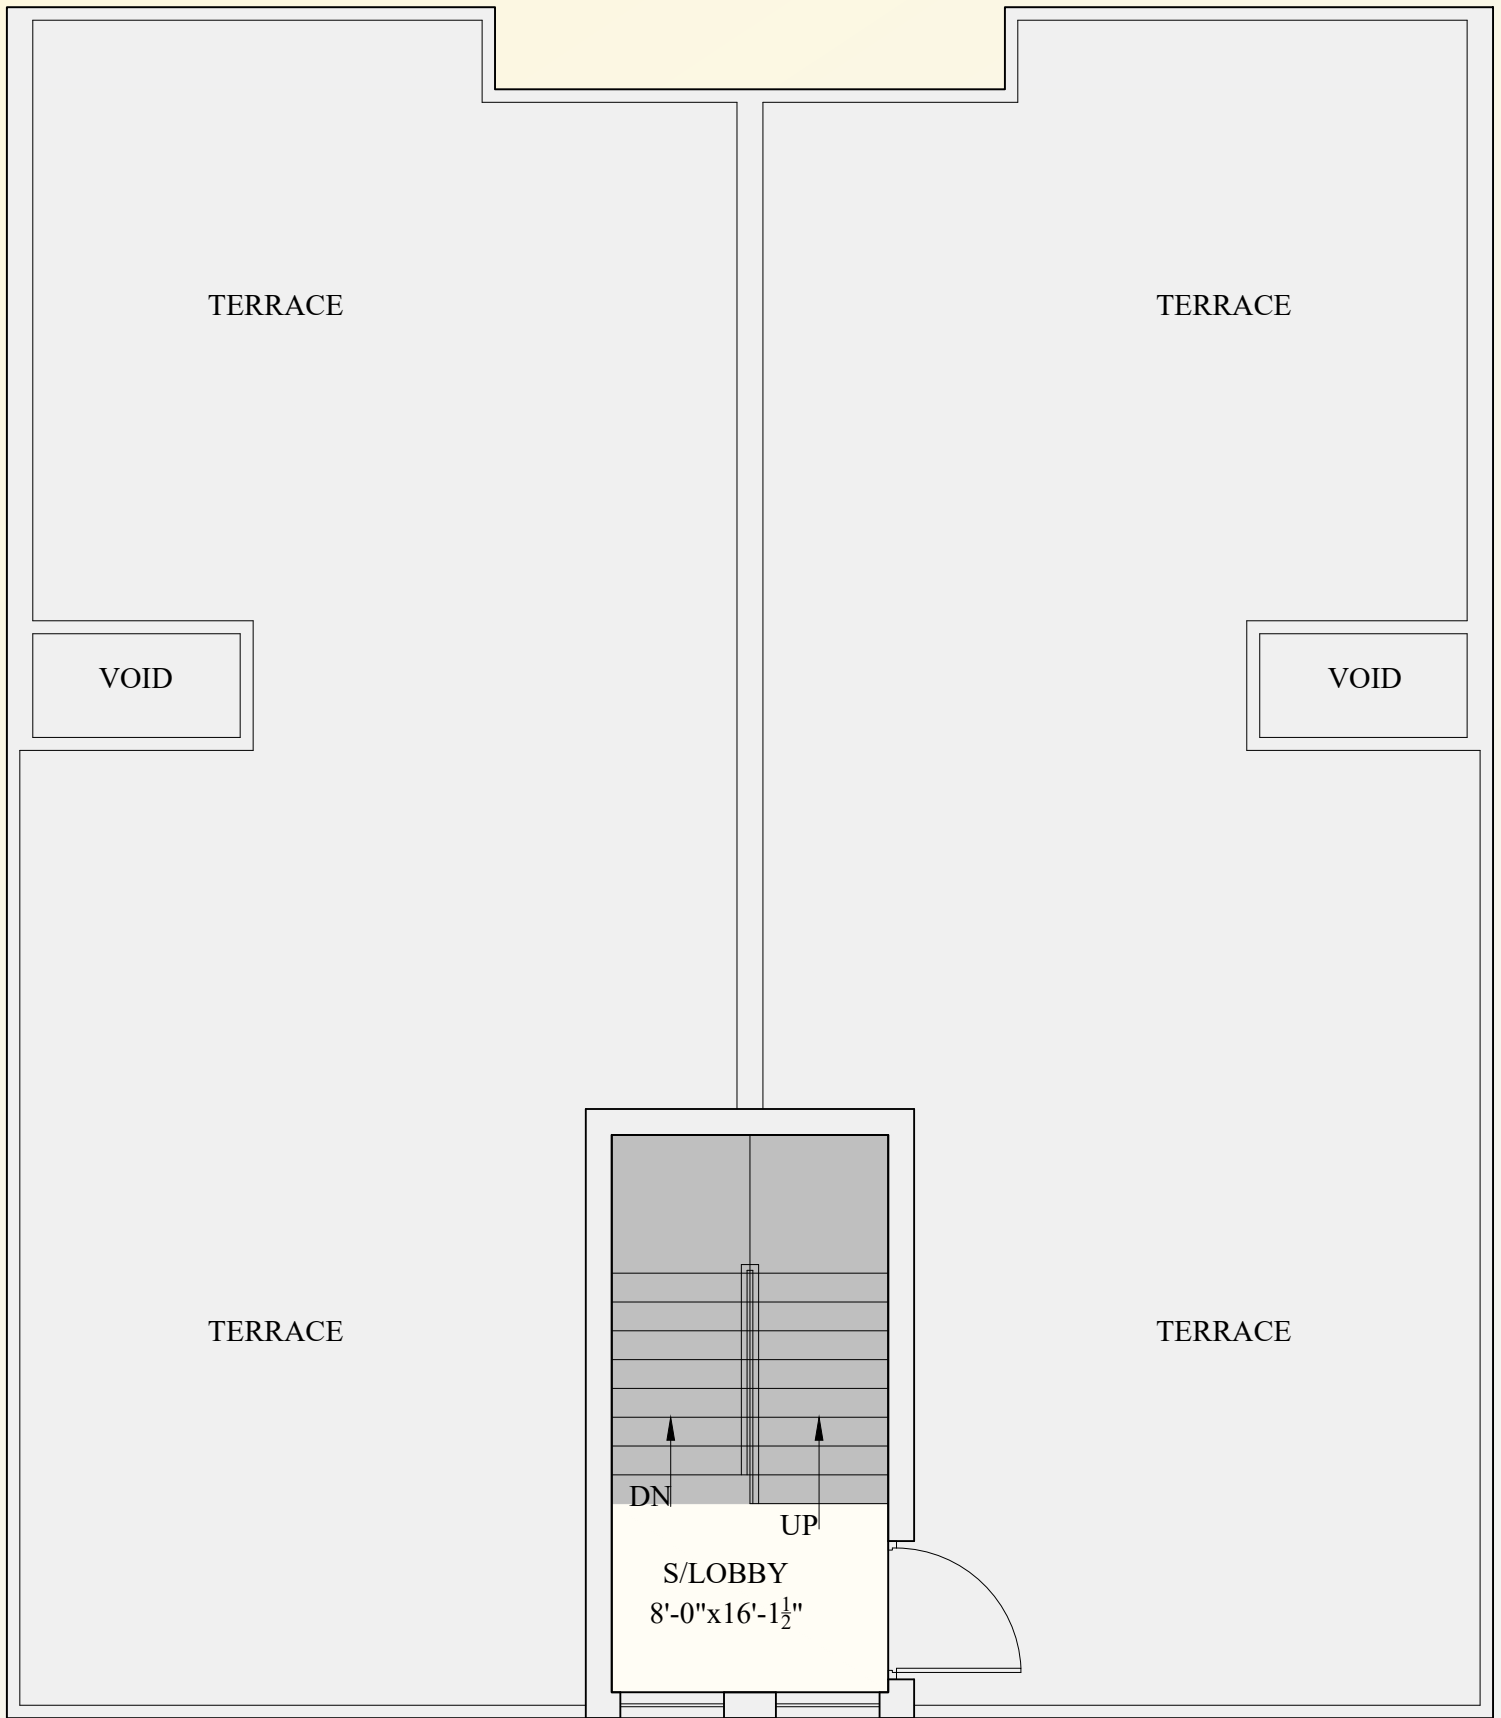 TERRACE
TERRACE
VOID
VOID
TERRACE
TERRACE
DN
UP
S/LOBBY
8'-0"x16'-1½"